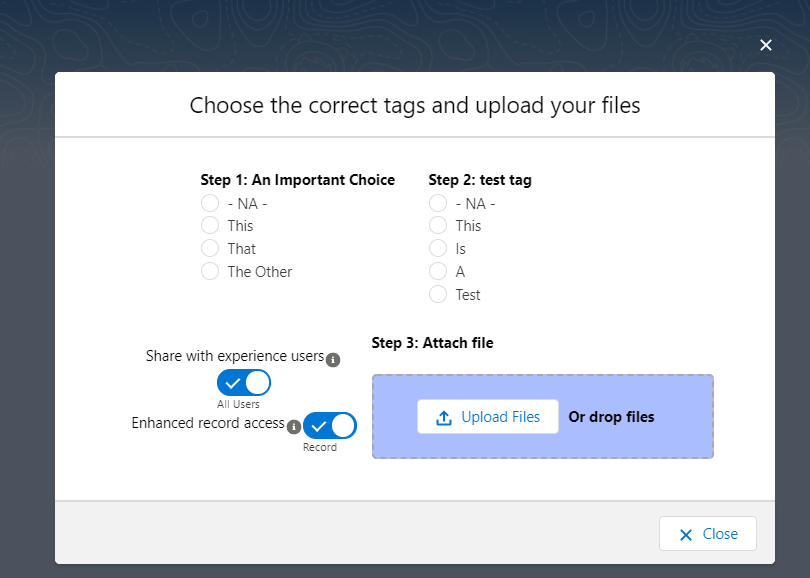 Choose the correct tags and upload your files
Step 1: An Important Choice
- NA -
This
That
The Other
Step 2: test tag
- NA -
This
Is
A
Test
Share with experience users
All Users
Enhanced record access
Record
Step 3: Attach file
Upload Files
Or drop files
Close